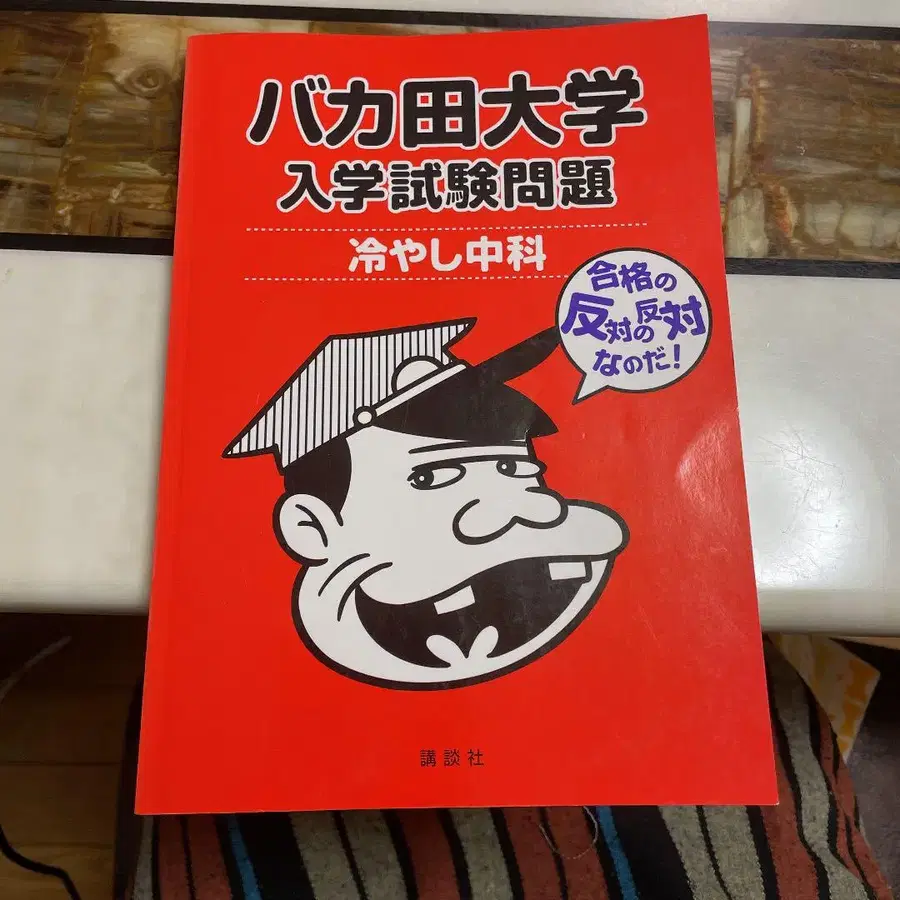 バカ田大学
入学試験問題
冷やし中科
合格の
反対の反対
なのだ!
講談社